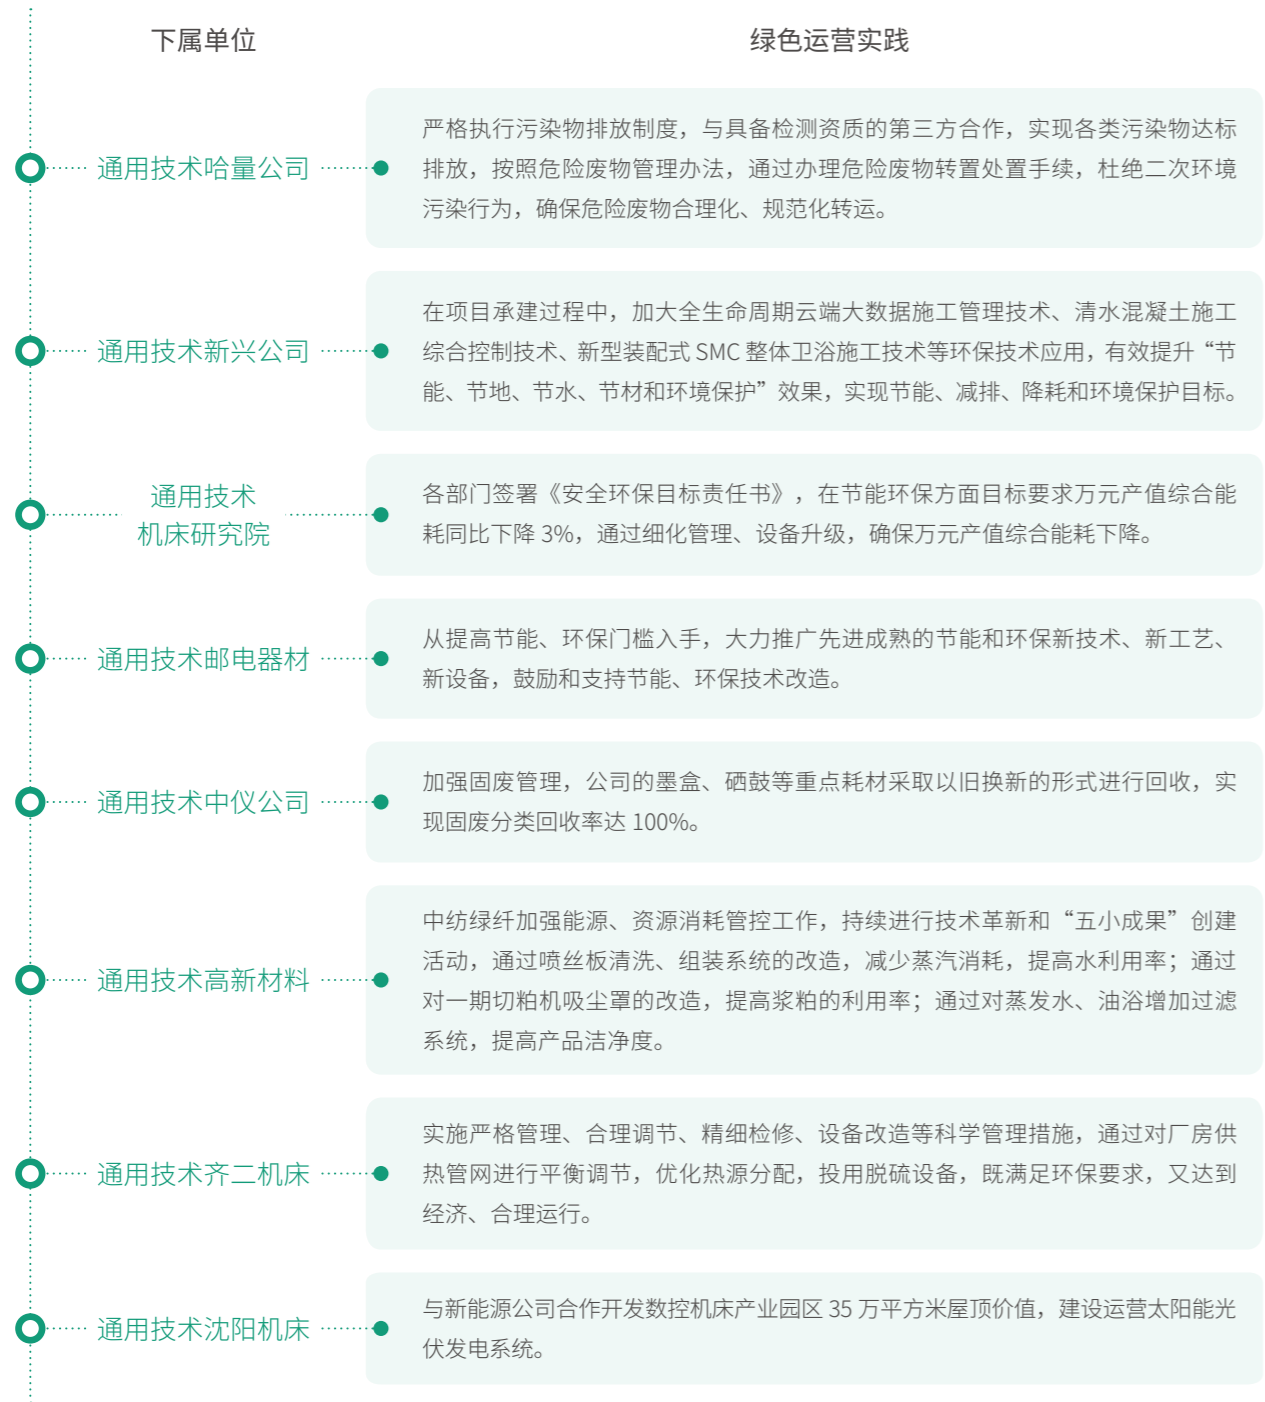 下属单位
绿色运营实践
通用技术哈量公司
严格执行污染物排放制度，与具备检测资质的第三方合作，实现各类污染物达标
排放，按照危险废物管理办法，通过办理危险废物转置处置手续，杜绝二次环境
污染行为，确保危险废物合理化、规范化转运。
通用技术新兴公司
在项目承建过程中，加大全生命周期云端大数据施工管理技术、清水混凝土施工
综合控制技术、新型装配式 SMC 整体卫浴施工技术等环保技术应用，有效提升“节
能、节地、节水、节材和环境保护”效果，实现节能、减排、降耗和环境保护目标。
通用技术
机床研究院
各部门签署《安全环保目标责任书》，在节能环保方面目标要求万元产值综合能
耗同比下降 3%，通过细化管理、设备升级，确保万元产值综合能耗下降。
通用技术邮电器材
从提高节能、环保门槛入手，大力推广先进成熟的节能和环保新技术、新工艺、
新设备，鼓励和支持节能、环保技术改造。
通用技术中仪公司
加强固废管理，公司的墨盒、硒鼓等重点耗材采取以旧换新的形式进行回收，实
现固废分类回收率达 100%。
通用技术高新材料
中纺绿纤加强能源、资源消耗管控工作，持续进行技术革新和“五小成果”创建
活动，通过喷丝板清洗、组装系统的改造，减少蒸汽消耗，提高水利用率；通过
对一期切粕机吸尘罩的改造，提高浆粕的利用率；通过对蒸发水、油浴增加过滤
系统，提高产品洁净度。
通用技术齐二机床
实施严格管理、合理调节、精细检修、设备改造等科学管理措施，通过对厂房供
热管网进行平衡调节，优化热源分配，投用脱硫设备，既满足环保要求，又达到
经济、合理运行。
通用技术沈阳机床
与新能源公司合作开发数控机床产业园区 35 万平方米屋顶价值，建设运营太阳能光
伏发电系统。